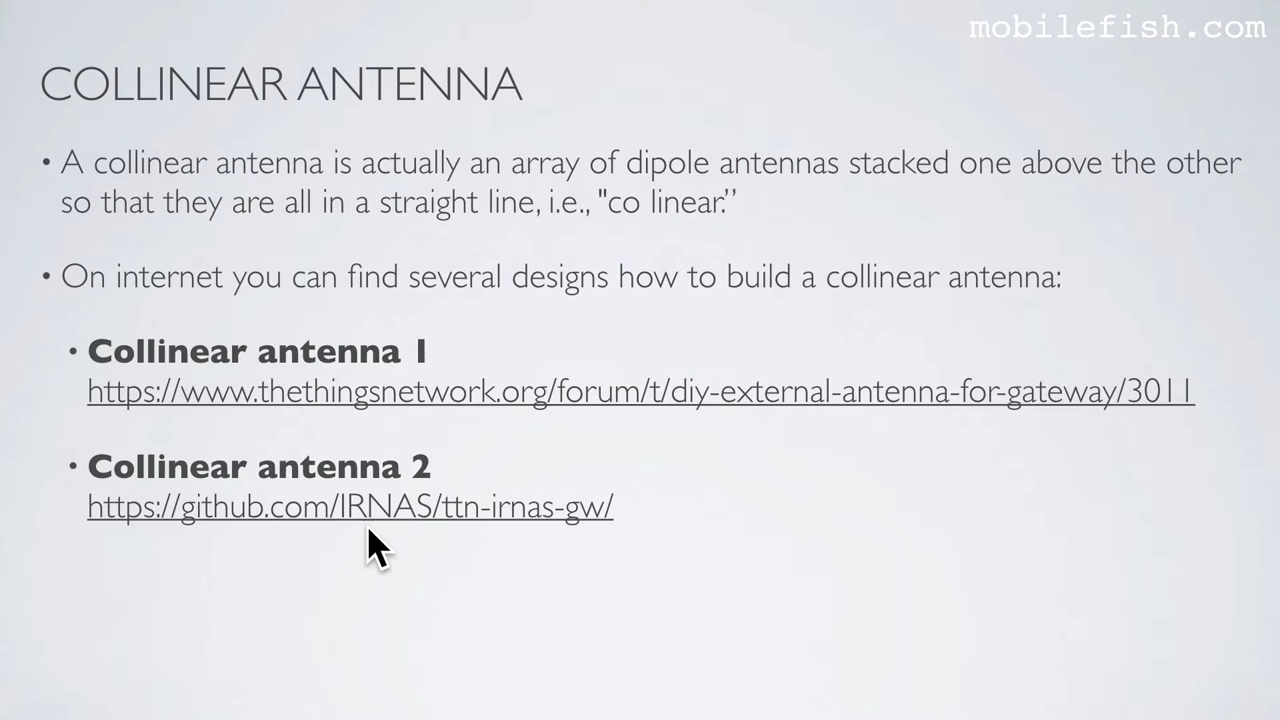 mobilefish.com
COLLINEAR ANTENNA
• A collinear antenna is actually an array of dipole antennas stacked one above the other
so that they are all in a straight line, i.e., "co linear.”
• On internet you can find several designs how to build a collinear antenna:
• Collinear antenna 1
https://www.thethingsnetwork.org/forum/t/diy-external-antenna-for-gateway/3011
• Collinear antenna 2
https://github.com/IRNAS/ttn-irnas-gw/